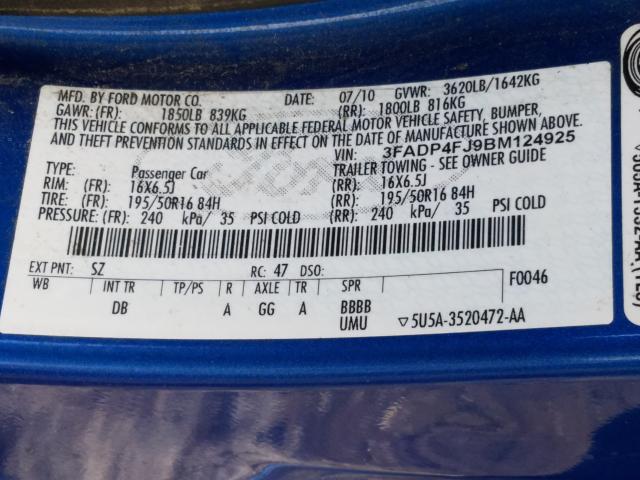 MFD. BY FORD MOTOR CO. DATE: 07/10 GVWR: 3620LB/1642KG
GAWR: (FR): 1850LB 839KG (RR): 1800LB 816KG
THIS VEHICLE CONFORMS TO ALL APPLICABLE FEDERAL MOTOR VEHICLE SAFETY, BUMPER,
AND THEFT PREVENTION STANDARDS IN EFFECT ON THE DATE OF MANUFACTURE SHOWN ABOVE.
VIN: 3FADP4FJ9BM124925
TYPE: Passenger Car TRAILER TOWING - SEE OWNER GUIDE
RIM: (FR): 16X6.5J (RR): 16X6.5J
TIRE: (FR): 195/50R16 84H (RR): 195/50R16 84H
PRESSURE: (FR): 240 kPa/ 35 PSI COLD (RR): 240 kPa/ 35 PSI COLD
EXT PNT: SZ RC: 47 DSO: F0046
WB INT TR TP/PS R AXLE TR SPR
DB A GG A BBBB
UMU ▽5U5A-3520472-AA